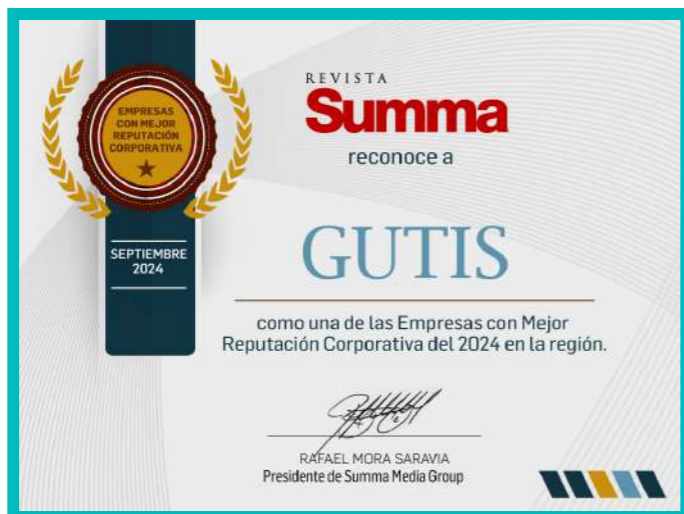 EMPRESAS
CON MEJOR
REPUTACIÓN
CORPORATIVA
SEPTIEMBRE
2024
REVISTA
Summa
reconoce a
GUTIS
como una de las Empresas con Mejor
Reputación Corporativa del 2024 en la región.
RAFAEL MORA SARAVIA
Presidente de Summa Media Group